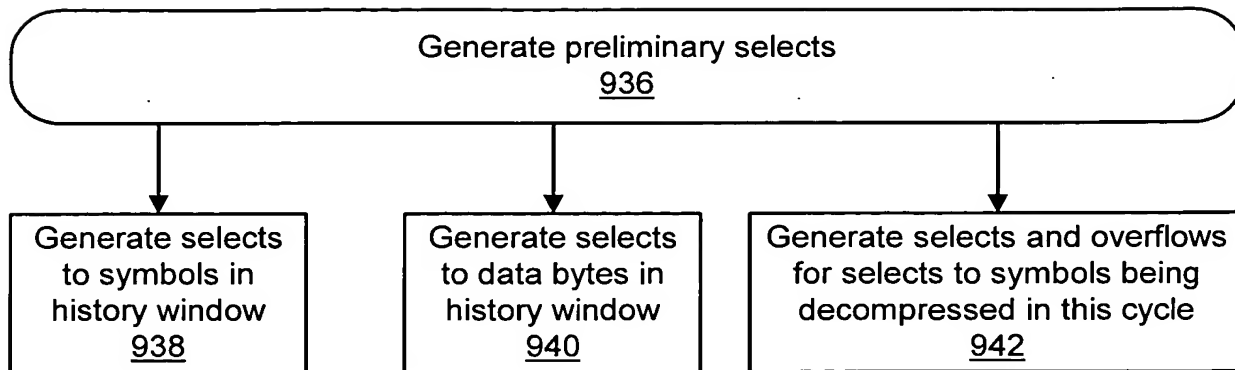 Generate preliminary selects
936
Generate selects
to symbols in
history window
938
Generate selects
to data bytes in
history window
940
Generate selects and overflows
for selects to symbols being
decompressed in this cycle
942